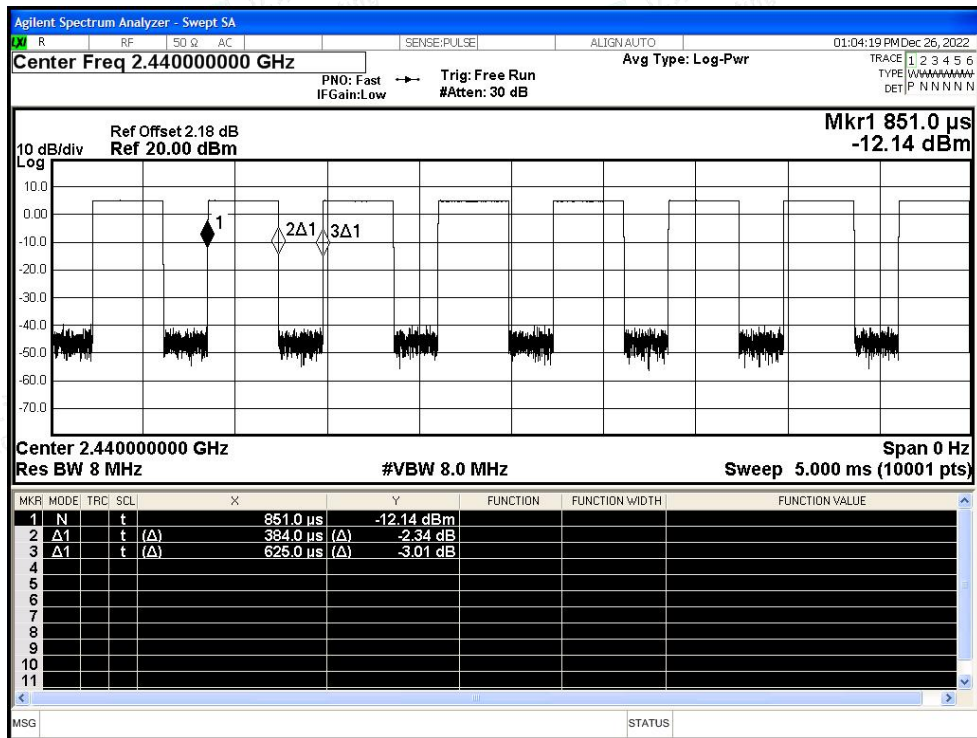 Agilent Spectrum Analyzer - Swept SA
LXI R RF 50 Ω AC SENSE:PULSE ALIGNAUTO 01:04:19 PM Dec 26, 2022
Center Freq 2.440000000 GHz Avg Type: Log-Pwr TRACE 1 2 3 4 5 6
PNO: Fast Trig: Free Run TYPE WWWWWW
IFGain:Low #Atten: 30 dB DET P N N N N N
Mkr1 851.0 µs
Ref Offset 2.18 dB
10 dB/div Ref 20.00 dBm -12.14 dBm
Log
10.0
0.00
1 2Δ1 3Δ1
-10.0
-20.0
-30.0
-40.0
-50.0
-60.0
-70.0
Center 2.440000000 GHz Span 0 Hz
Res BW 8 MHz #VBW 8.0 MHz Sweep 5.000 ms (10001 pts)
MKR MODE TRC SCL X Y FUNCTION FUNCTION WIDTH FUNCTION VALUE
1 N t 851.0 µs -12.14 dBm
2 Δ1 t (Δ) 384.0 µs (Δ) -2.34 dB
3 Δ1 t (Δ) 625.0 µs (Δ) -3.01 dB
4
5
6
7
8
9
10
11
MSG STATUS